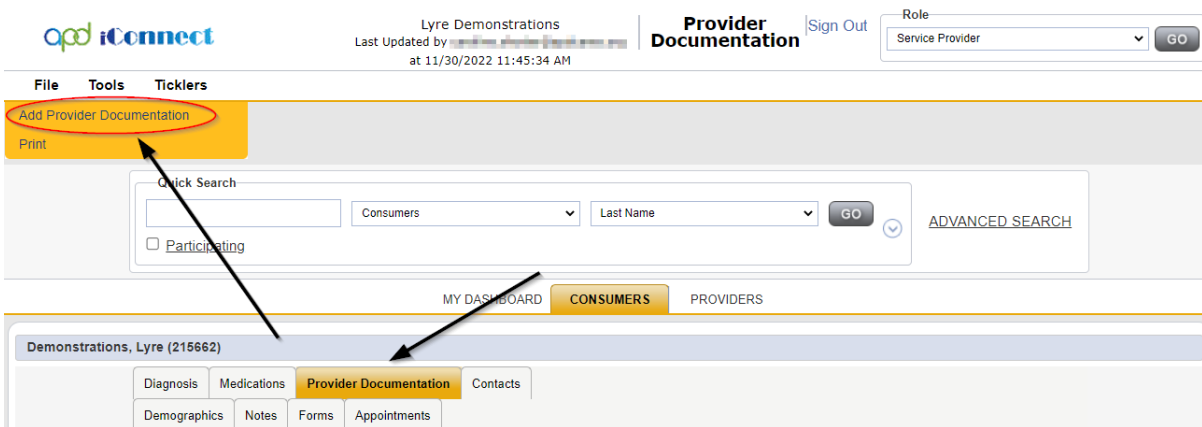 apd iConnect
Lyre Demonstrations
Last Updated by
at 11/30/2022 11:45:34 AM
Provider
Documentation
Sign Out
Role
Service Provider
GO
File Tools Ticklers
Add Provider Documentation
Print
Quick Search
Consumers Last Name GO
ADVANCED SEARCH
Participating
MY DASHBOARD CONSUMERS PROVIDERS
Demonstrations, Lyre (215662)
Diagnosis Medications Provider Documentation Contacts
Demographics Notes Forms Appointments